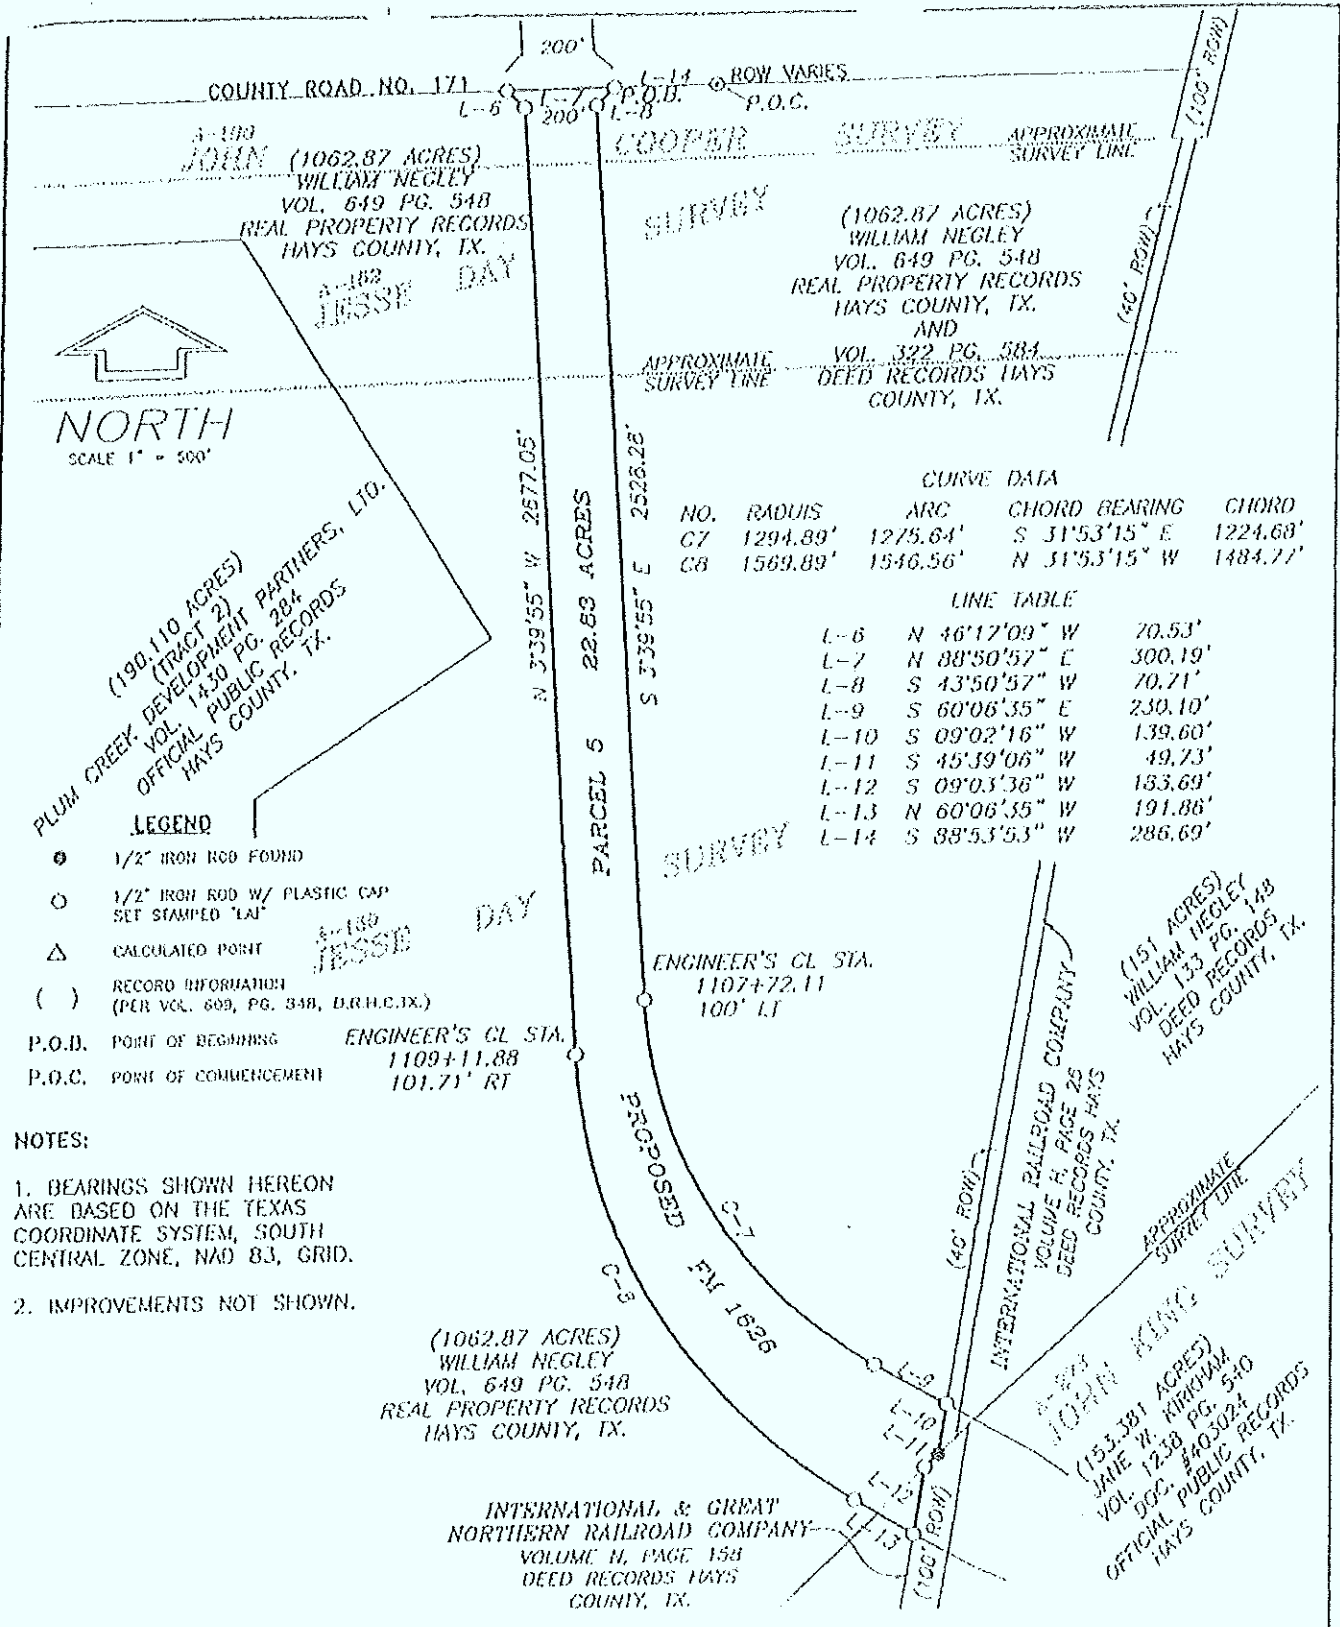 200'
COUNTY ROAD NO. 171
L-6
L-7
200'
L-14
P.O.B.
L-8
ROW VARIES
P.O.C.
(100' ROW)
JOHN
COOPER
SURVEY
APPROXIMATE
SURVEY LINE
(1062.87 ACRES)
WILLIAM NEGLEY
VOL. 649 PG. 548
REAL PROPERTY RECORDS
HAYS COUNTY, TX.
SURVEY
A-162
JESSE
DAY
(1062.87 ACRES)
WILLIAM NEGLEY
VOL. 649 PG. 548
REAL PROPERTY RECORDS
HAYS COUNTY, TX.
AND
VOL. 322 PG. 584
DEED RECORDS HAYS
COUNTY, TX.
(40' ROW)
APPROXIMATE
SURVEY LINE
NORTH
SCALE 1" = 500'
N 3°39'55" W 2677.05'
22.83 ACRES
PARCEL 5
S 3°39'55" E 2526.26'
CURVE DATA
NO. RADUIS ARC CHORD BEARING CHORD
C7 1294.89' 1275.64' S 31°53'15" E 1224.68'
C8 1569.89' 1546.56' N 31°53'15" W 1484.77'
LINE TABLE
L-6 N 46°17'09" W 70.53'
L-7 N 88°50'57" E 300.19'
L-8 S 43°50'57" W 70.71'
L-9 S 60°06'35" E 230.10'
L-10 S 09°02'16" W 139.60'
L-11 S 45°39'06" W 49.73'
L-12 S 09°03'36" W 183.69'
L-13 N 60°06'35" W 191.86'
L-14 S 88°53'53" W 286.69'
(190.110 ACRES)
(TRACT 2)
PLUM CREEK DEVELOPMENT PARTNERS, LTD.
VOL. 1430 PG. 284
OFFICIAL PUBLIC RECORDS
HAYS COUNTY, TX.
LEGEND
1/2" IRON ROD FOUND
1/2" IRON ROD W/ PLASTIC CAP
SET STAMPED "LAI"
CALCULATED POINT
( ) RECORD INFORMATION
(PER VOL. 609, PG. 348, D.R.H.C.TX.)
P.O.B. POINT OF BEGINNING
P.O.C. POINT OF COMMENCEMENT
JESSE
DAY
SURVEY
ENGINEER'S CL STA.
1107+72.11
100' LT
ENGINEER'S CL STA.
1109+11.88
101.71' RT
NOTES:
1. BEARINGS SHOWN HEREON
ARE BASED ON THE TEXAS
COORDINATE SYSTEM, SOUTH
CENTRAL ZONE, NAD 83, GRID.
2. IMPROVEMENTS NOT SHOWN.
PROPOSED FM 1626
C-7
C-8
(151 ACRES)
WILLIAM NEGLEY
VOL. 133 PG. 148
DEED RECORDS
HAYS COUNTY, TX.
INTERNATIONAL RAILROAD COMPANY
VOLUME H, PAGE 25
DEED RECORDS HAYS
COUNTY, TX.
(40' ROW)
APPROXIMATE
SURVEY LINE
JOHN KING SURVEY
(153.381 ACRES)
JANE W. KIRKHAM
VOL. 1238 PG. 540
DOC. #403024
OFFICIAL PUBLIC RECORDS
HAYS COUNTY, TX.
(1062.87 ACRES)
WILLIAM NEGLEY
VOL. 649 PG. 548
REAL PROPERTY RECORDS
HAYS COUNTY, TX.
L-9
L-10
L-11
L-12
L-13
(100' ROW)
INTERNATIONAL & GREAT
NORTHERN RAILROAD COMPANY
VOLUME N, PAGE 158
DEED RECORDS HAYS
COUNTY, TX.